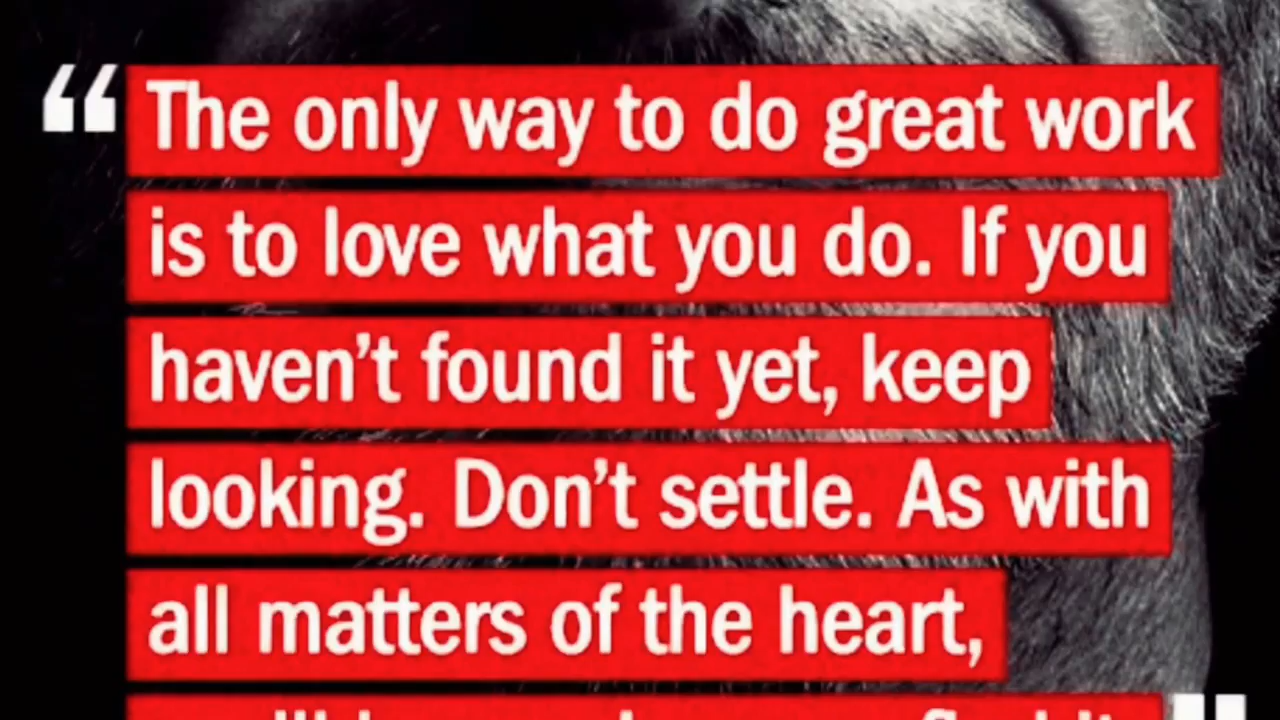 “The only way to do great work
is to love what you do. If you
haven’t found it yet, keep
looking. Don’t settle. As with
all matters of the heart,